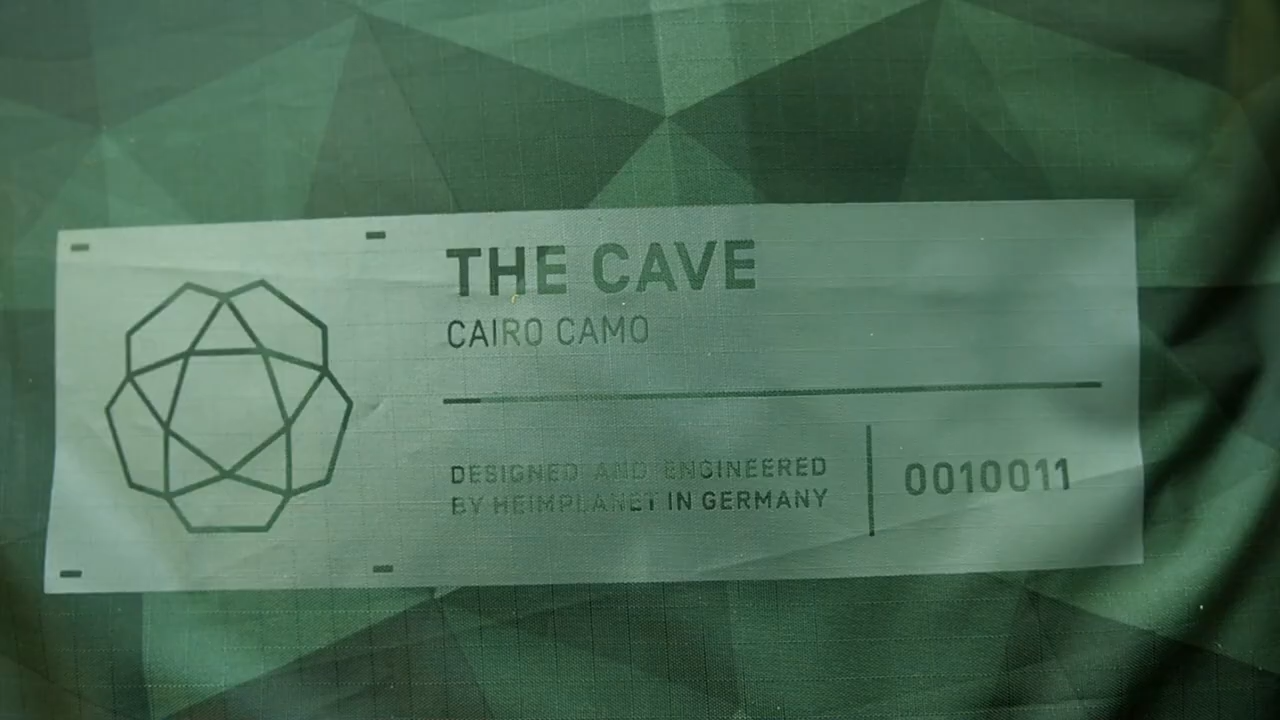 THE CAVE
CAIRO CAMO
DESIGNED AND ENGINEERED
BY HEIMPLANET IN GERMANY
0010011